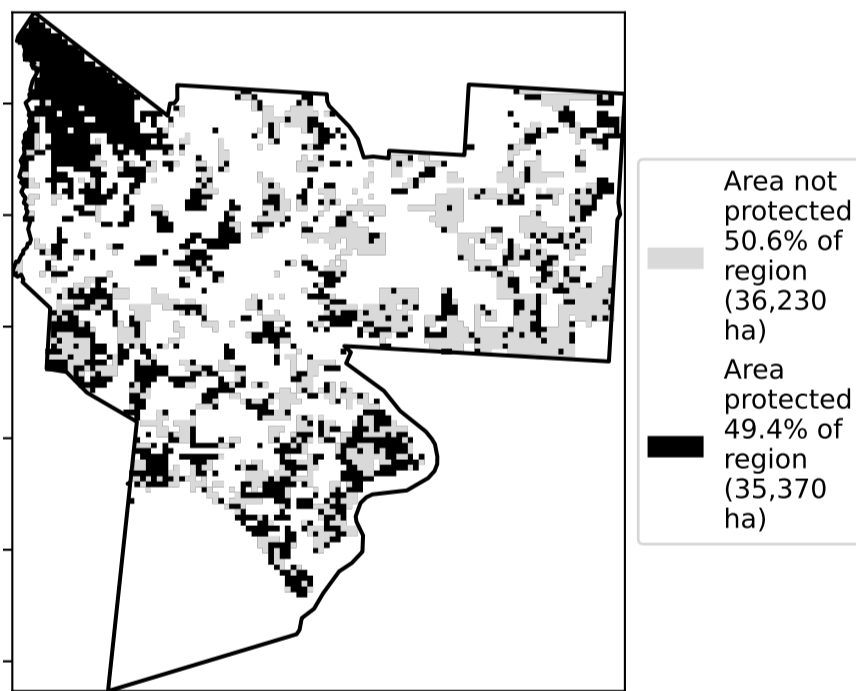 Area not
protected
50.6% of
region
(36,230
ha)
Area
protected
49.4% of
region
(35,370
ha)